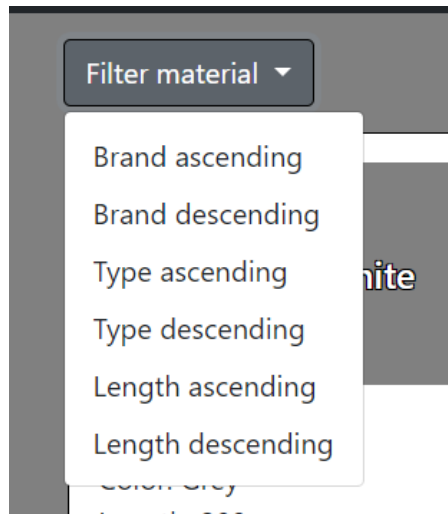 Filter material
Brand ascending
Brand descending
Type ascending
Type descending
Length ascending
Length descending